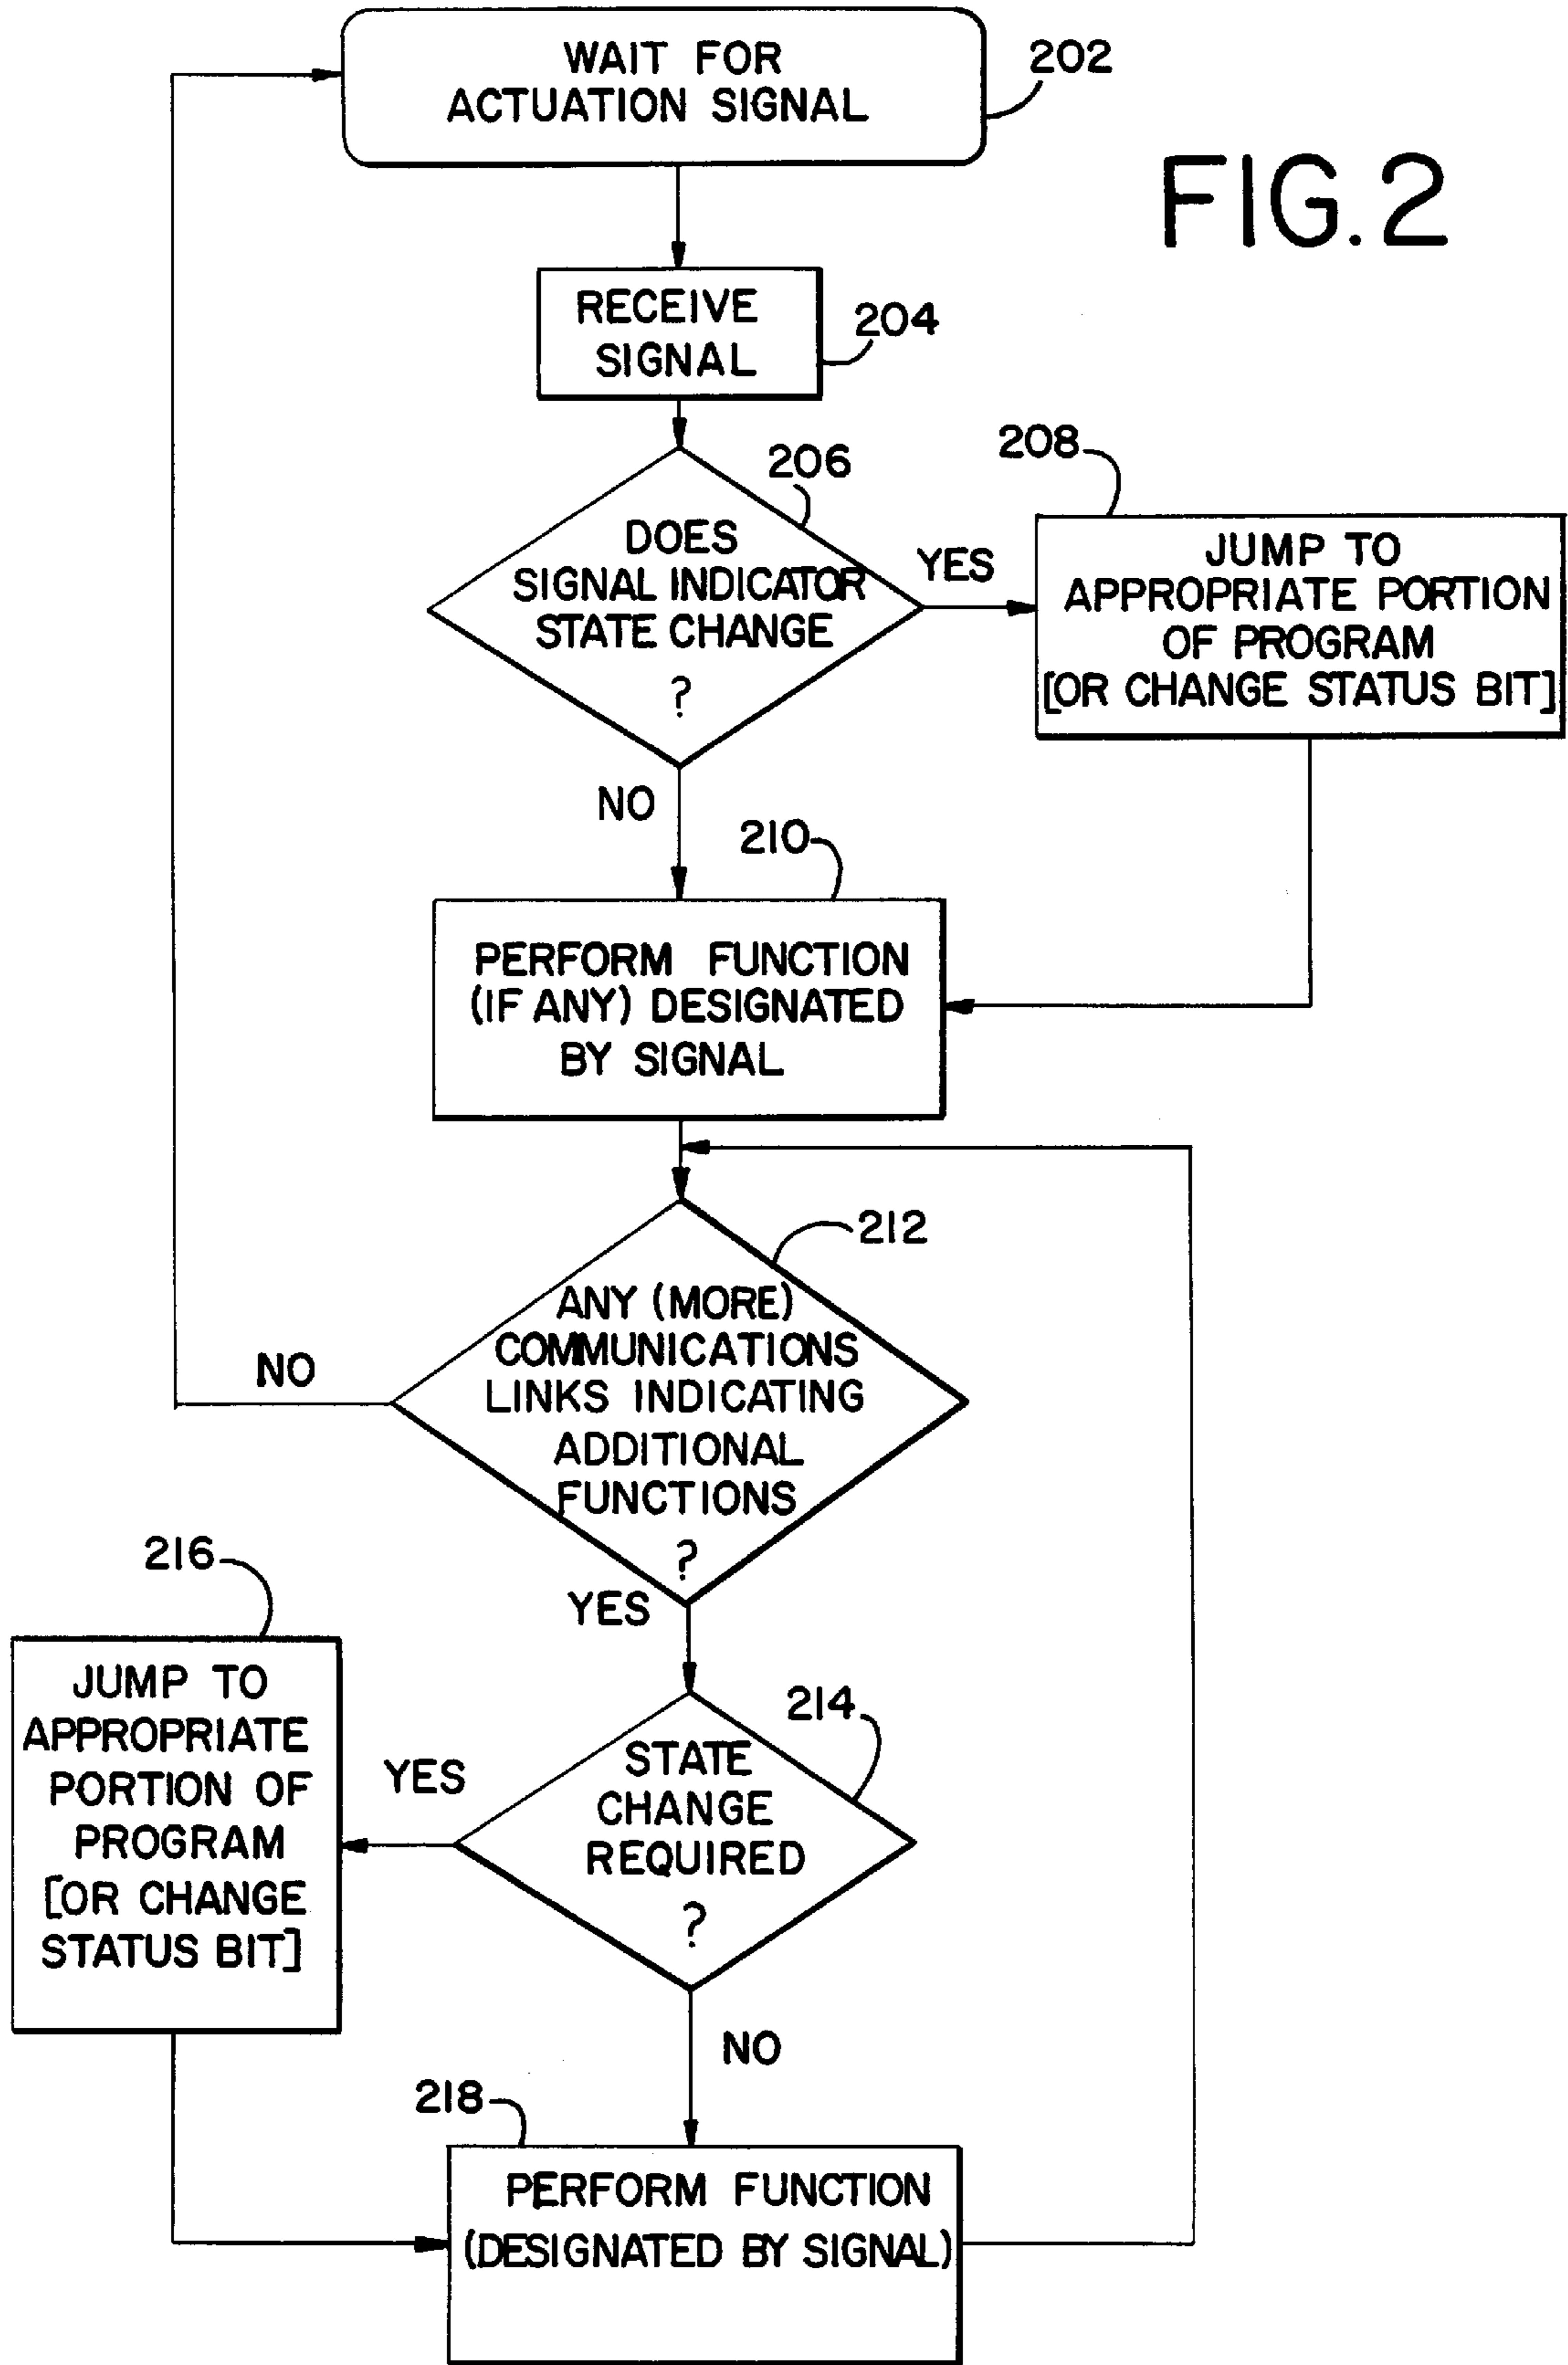 WAIT FOR
ACTUATION SIGNAL
202
FIG.2
RECEIVE
SIGNAL
204
206
DOES
SIGNAL INDICATOR
STATE CHANGE
?
YES
208
JUMP TO
APPROPRIATE PORTION
OF PROGRAM
[OR CHANGE STATUS BIT]
NO
210
PERFORM FUNCTION
(IF ANY) DESIGNATED
BY SIGNAL
212
ANY (MORE)
COMMUNICATIONS
LINKS INDICATING
ADDITIONAL
FUNCTIONS
?
NO
YES
216
JUMP TO
APPROPRIATE
PORTION OF
PROGRAM
[OR CHANGE
STATUS BIT]
YES
214
STATE
CHANGE
REQUIRED
?
NO
218
PERFORM FUNCTION
(DESIGNATED BY SIGNAL)